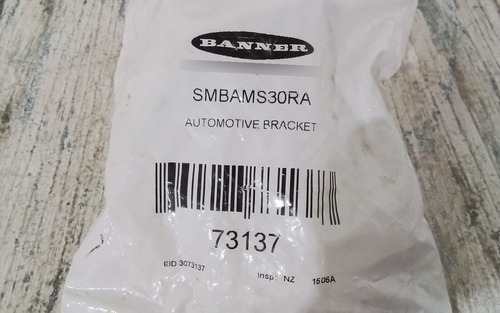 BANNER
SMBAMS30RA
AUTOMOTIVE BRACKET
73137
EID 3073137 Insp: NZ 1506A